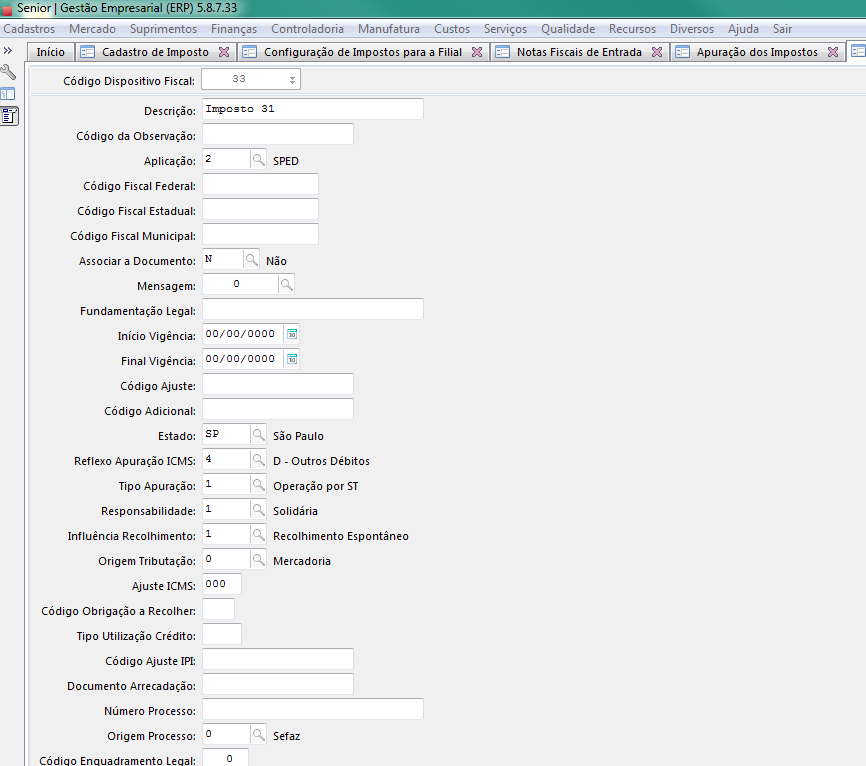 Senior | Gestão Empresarial (ERP) 5.8.7.33
Cadastros Mercado Suprimentos Finanças Controladoria Manufatura Custos Serviços Qualidade Recursos Diversos Ajuda Sair
Início Cadastro de Imposto Configuração de Impostos para a Filial Notas Fiscais de Entrada Apuração dos Impostos
Código Dispositivo Fiscal: 33
Descrição: Imposto 31
Código da Observação:
Aplicação: 2 SPED
Código Fiscal Federal:
Código Fiscal Estadual:
Código Fiscal Municipal:
Associar a Documento: N Não
Mensagem: 0
Fundamentação Legal:
Início Vigência: 00/00/0000
Final Vigência: 00/00/0000
Código Ajuste:
Código Adicional:
Estado: SP São Paulo
Reflexo Apuração ICMS: 4 D - Outros Débitos
Tipo Apuração: 1 Operação por ST
Responsabilidade: 1 Solidária
Influência Recolhimento: 1 Recolhimento Espontâneo
Origem Tributação: 0 Mercadoria
Ajuste ICMS: 000
Código Obrigação a Recolher:
Tipo Utilização Crédito:
Código Ajuste IPI:
Documento Arrecadação:
Número Processo:
Origem Processo: 0 Sefaz
Código Enquadramento Legal: 0